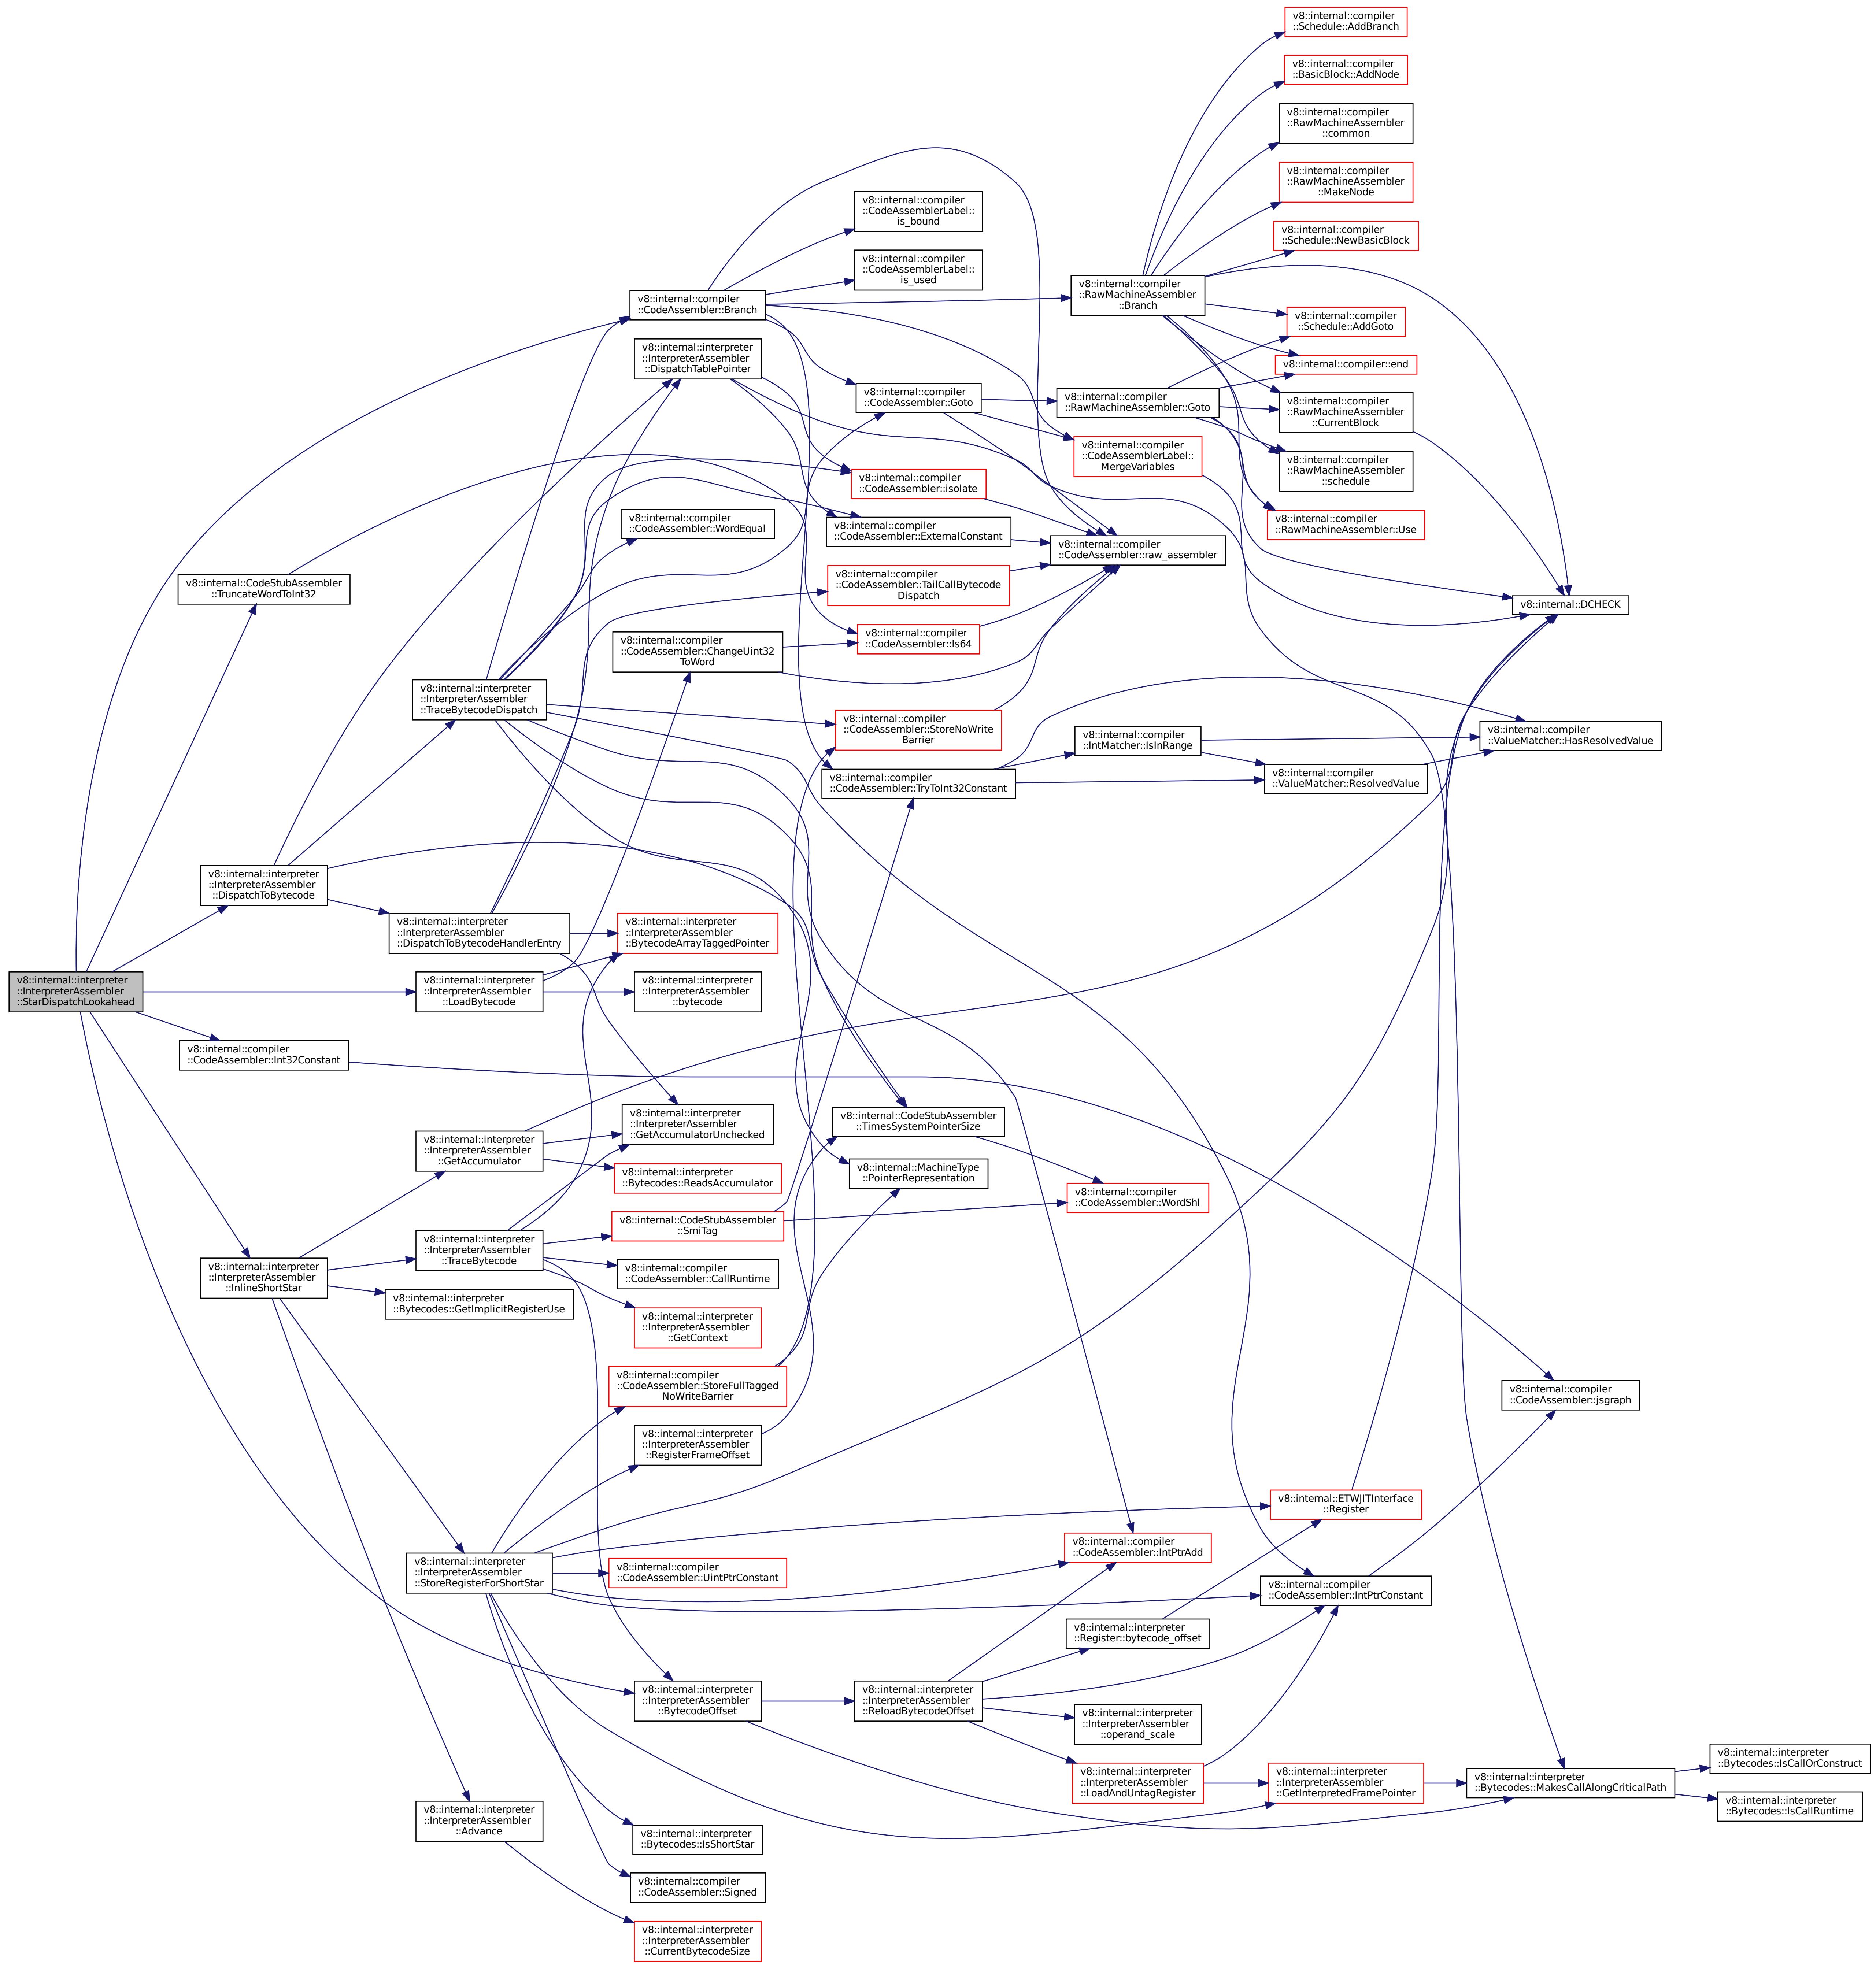 v8::internal::compiler
::Schedule::AddBranch
v8::internal::compiler
::BasicBlock::AddNode
v8::internal::compiler
::RawMachineAssembler
::common
v8::internal::compiler
::RawMachineAssembler
::MakeNode
v8::internal::compiler
::CodeAssemblerLabel::
is_bound
v8::internal::compiler
::Schedule::NewBasicBlock
v8::internal::compiler
::CodeAssemblerLabel::
is_used
v8::internal::compiler
::CodeAssembler::Branch
v8::internal::compiler
::RawMachineAssembler
::Branch
v8::internal::compiler
::Schedule::AddGoto
v8::internal::interpreter
::InterpreterAssembler
::DispatchTablePointer
v8::internal::compiler::end
v8::internal::compiler
::CodeAssembler::Goto
v8::internal::compiler
::RawMachineAssembler::Goto
v8::internal::compiler
::RawMachineAssembler
::CurrentBlock
v8::internal::compiler
::CodeAssemblerLabel::
MergeVariables
v8::internal::compiler
::RawMachineAssembler
::schedule
v8::internal::compiler
::CodeAssembler::isolate
v8::internal::compiler
::CodeAssembler::WordEqual
v8::internal::compiler
::CodeAssembler::ExternalConstant
v8::internal::compiler
::RawMachineAssembler::Use
v8::internal::compiler
::CodeAssembler::raw_assembler
v8::internal::CodeStubAssembler
::TruncateWordToInt32
v8::internal::compiler
::CodeAssembler::TailCallBytecode
Dispatch
v8::internal::DCHECK
v8::internal::compiler
::CodeAssembler::ChangeUint32
ToWord
v8::internal::compiler
::CodeAssembler::Is64
v8::internal::interpreter
::InterpreterAssembler
::TraceBytecodeDispatch
v8::internal::compiler
::CodeAssembler::StoreNoWrite
Barrier
v8::internal::compiler
::IntMatcher::IsInRange
v8::internal::compiler
::ValueMatcher::HasResolvedValue
v8::internal::compiler
::CodeAssembler::TryToInt32Constant
v8::internal::compiler
::ValueMatcher::ResolvedValue
v8::internal::interpreter
::InterpreterAssembler
::DispatchToBytecode
v8::internal::interpreter
::InterpreterAssembler
::DispatchToBytecodeHandlerEntry
v8::internal::interpreter
::InterpreterAssembler
::BytecodeArrayTaggedPointer
v8::internal::interpreter
::InterpreterAssembler
::StarDispatchLookahead
v8::internal::interpreter
::InterpreterAssembler
::LoadBytecode
v8::internal::interpreter
::InterpreterAssembler
::bytecode
v8::internal::compiler
::CodeAssembler::Int32Constant
v8::internal::interpreter
::InterpreterAssembler
::GetAccumulatorUnchecked
v8::internal::CodeStubAssembler
::TimesSystemPointerSize
v8::internal::interpreter
::InterpreterAssembler
::GetAccumulator
v8::internal::interpreter
::Bytecodes::ReadsAccumulator
v8::internal::MachineType
::PointerRepresentation
v8::internal::compiler
::CodeAssembler::WordShl
v8::internal::CodeStubAssembler
::SmiTag
v8::internal::interpreter
::InterpreterAssembler
::TraceBytecode
v8::internal::interpreter
::InterpreterAssembler
::InlineShortStar
v8::internal::compiler
::CodeAssembler::CallRuntime
v8::internal::interpreter
::Bytecodes::GetImplicitRegisterUse
v8::internal::interpreter
::InterpreterAssembler
::GetContext
v8::internal::compiler
::CodeAssembler::StoreFullTagged
NoWriteBarrier
v8::internal::compiler
::CodeAssembler::jsgraph
v8::internal::interpreter
::InterpreterAssembler
::RegisterFrameOffset
v8::internal::ETWJITInterface
::Register
v8::internal::compiler
::CodeAssembler::IntPtrAdd
v8::internal::interpreter
::InterpreterAssembler
::StoreRegisterForShortStar
v8::internal::compiler
::CodeAssembler::UintPtrConstant
v8::internal::compiler
::CodeAssembler::IntPtrConstant
v8::internal::interpreter
::Register::bytecode_offset
v8::internal::interpreter
::InterpreterAssembler
::BytecodeOffset
v8::internal::interpreter
::InterpreterAssembler
::ReloadBytecodeOffset
v8::internal::interpreter
::InterpreterAssembler
::operand_scale
v8::internal::interpreter
::InterpreterAssembler
::LoadAndUntagRegister
v8::internal::interpreter
::InterpreterAssembler
::GetInterpretedFramePointer
v8::internal::interpreter
::Bytecodes::MakesCallAlongCriticalPath
v8::internal::interpreter
::Bytecodes::IsCallOrConstruct
v8::internal::interpreter
::Bytecodes::IsCallRuntime
v8::internal::interpreter
::InterpreterAssembler
::Advance
v8::internal::interpreter
::Bytecodes::IsShortStar
v8::internal::compiler
::CodeAssembler::Signed
v8::internal::interpreter
::InterpreterAssembler
::CurrentBytecodeSize